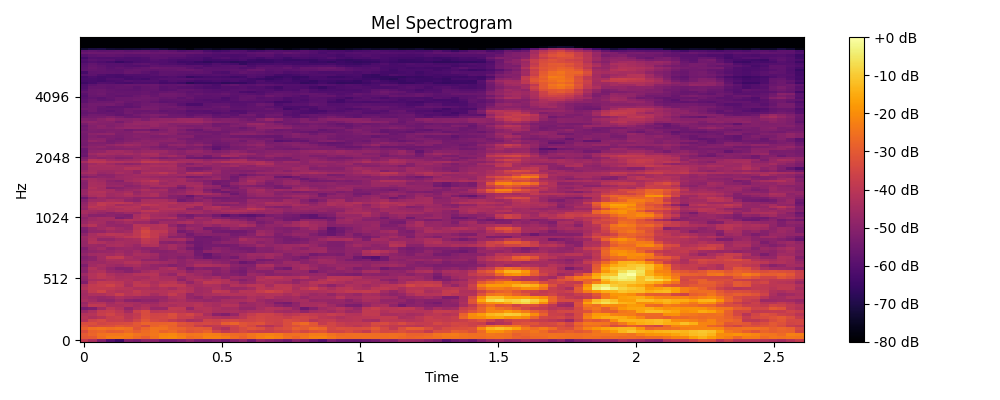 Mel Spectrogram
+0 dB
-10 dB
-20 dB
-30 dB
-40 dB
-50 dB
-60 dB
-70 dB
-80 dB
Hz
4096
2048
1024
512
0
0 0.5 1 1.5 2 2.5
Time